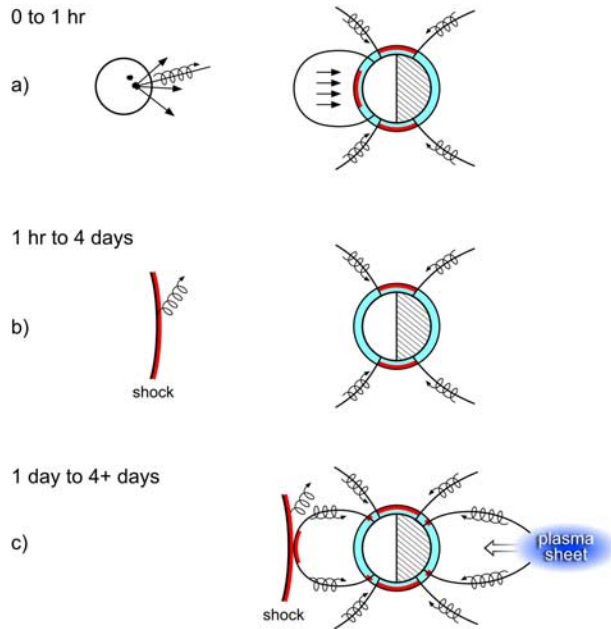 0 to 1 hr
a)
1 hr to 4 days
b)
shock
1 day to 4+ days
c)
plasma
sheet
shock